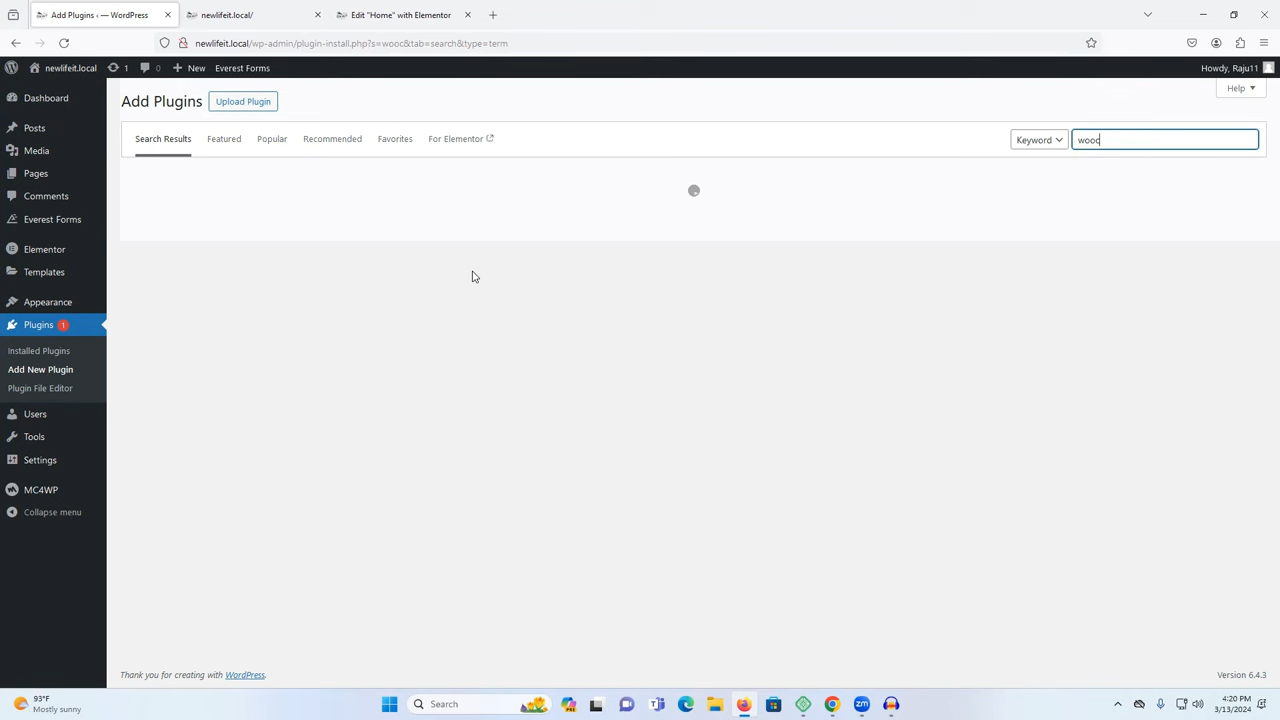 Add Plugins ‹ — WordPress
newlifeit.local/
Edit "Home" with Elementor
newlifeit.local/wp-admin/plugin-install.php?s=wooc&tab=search&type=term
newlifeit.local
1
0
New
Everest Forms
Howdy, Raju11
Dashboard
Posts
Media
Pages
Comments
Everest Forms
Elementor
Templates
Appearance
Plugins 1
Installed Plugins
Add New Plugin
Plugin File Editor
Users
Tools
Settings
MC4WP
Collapse menu
Add Plugins
Upload Plugin
Help
Search Results
Featured
Popular
Recommended
Favorites
For Elementor
Keyword
wooc
Thank you for creating with WordPress.
Version 6.4.3
93°F
Mostly sunny
Search
4:20 PM
3/13/2024